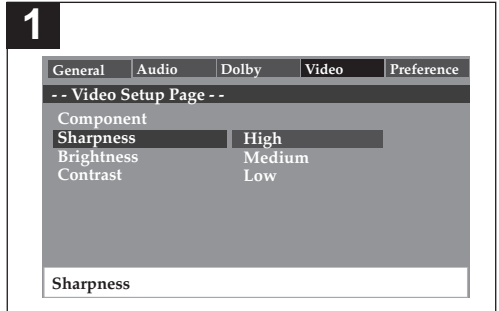 1
General Audio Dolby Video Preference
- - Video Setup Page - -
Component
Sharpness High
Brightness Medium
Contrast Low
Sharpness